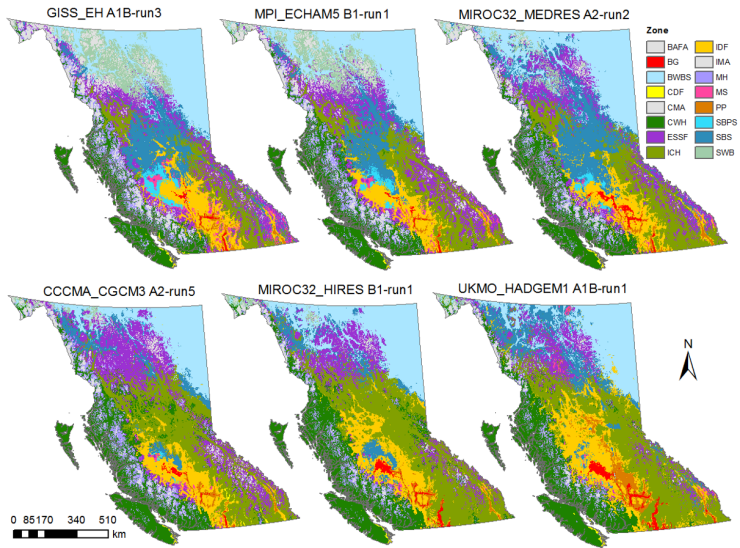 GISS_EH A1B-run3 MPI_ECHAM5 B1-run1 MIROC32_MEDRES A2-run2
Zone
BAFA IDF
BG IMA
BWBS MH
CDF MS
CMA PP
CWH SBPS
ESSF SBS
ICH SWB
CCCMA_CGCM3 A2-run5 MIROC32_HIRES B1-run1 UKMO_HADGEM1 A1B-run1
N
0 85170 340 510
km